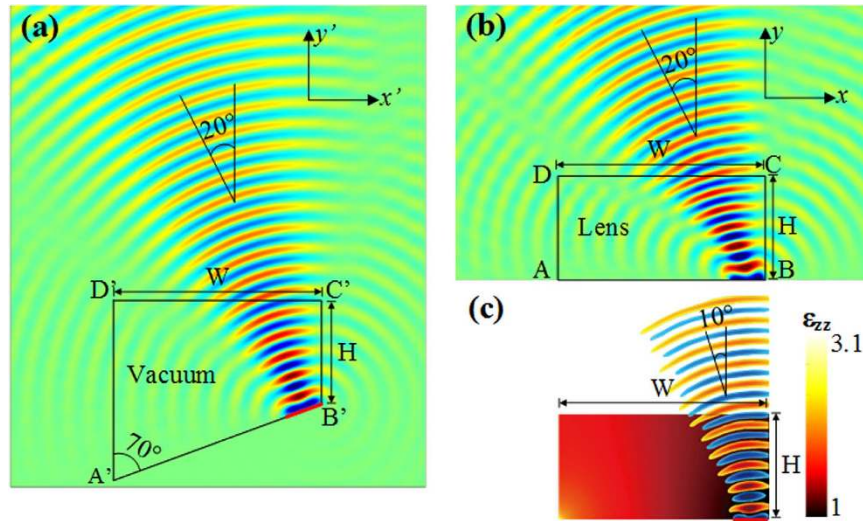 (a)
y’
x’
20°
W
D’
C’
Vacuum
H
B’
70°
A’
(b)
y
x
20°
W
D
C
Lens
H
A
B
(c)
10°
εzz
3.1
W
H
1